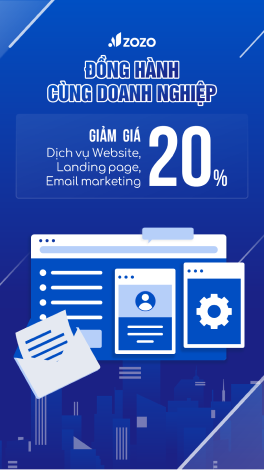 ZOZO
ĐỒNG HÀNH
CÙNG DOANH NGHIỆP
GIẢM GIÁ
Dịch vụ Website,
Landing page,
Email marketing
20%